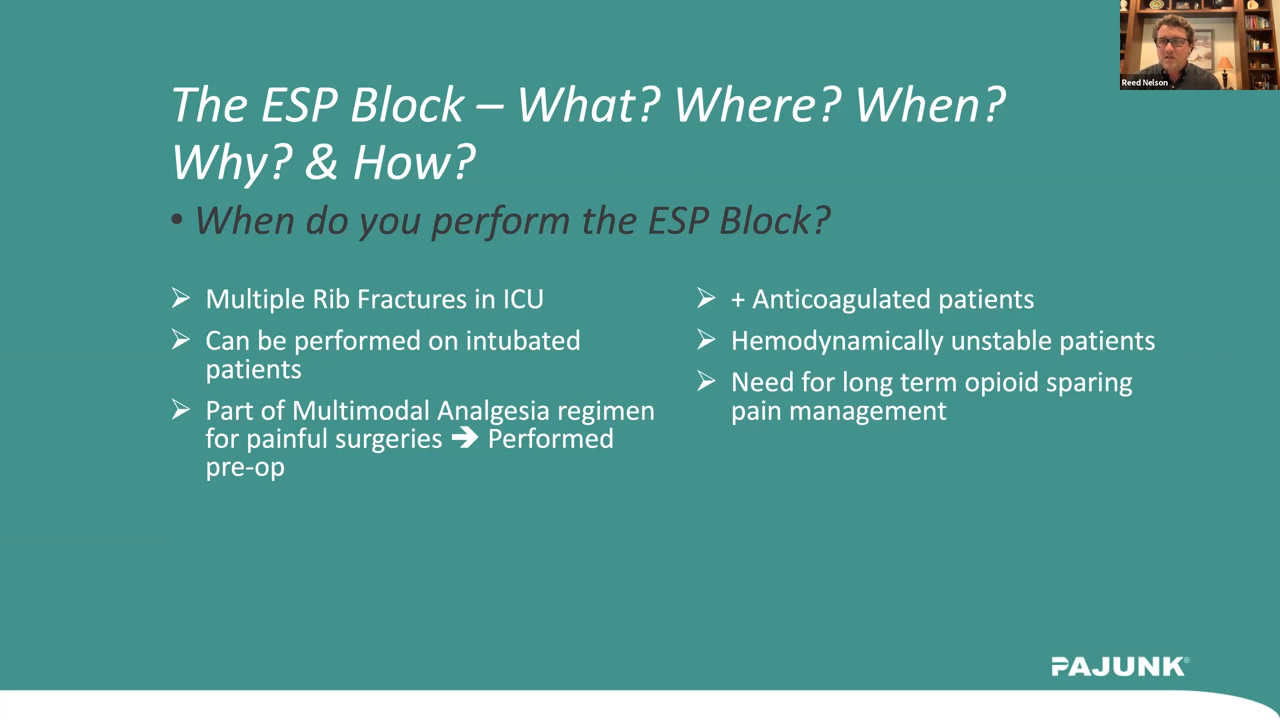 The ESP Block – What? Where? When?
Why? & How?
• When do you perform the ESP Block?
➢ Multiple Rib Fractures in ICU
➢ Can be performed on intubated
patients
➢ Part of Multimodal Analgesia regimen
for painful surgeries ➔ Performed
pre-op
➢ + Anticoagulated patients
➢ Hemodynamically unstable patients
➢ Need for long term opioid sparing
pain management
Reed Nelson
PAJUNK®